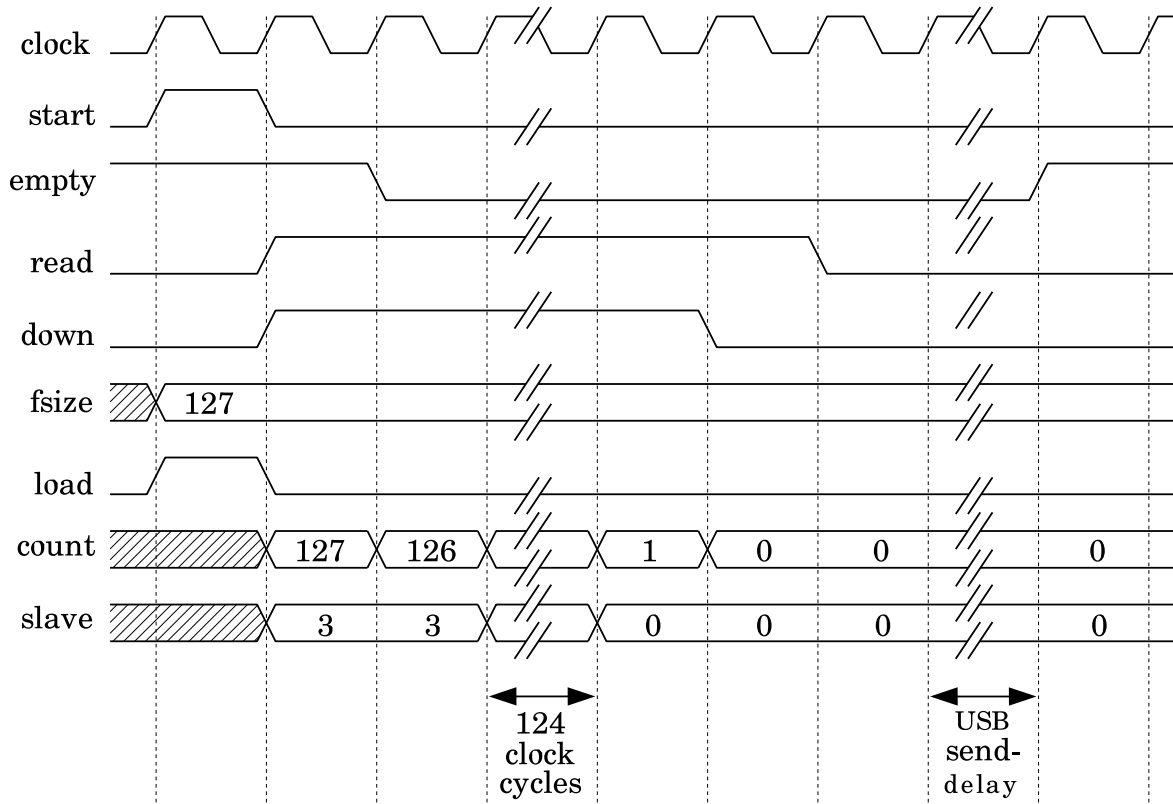 clock
start
empty
read
down
fsize 127
load
count 127 126 1 0 0 0
slave 3 3 0 0 0 0
124
clock
cycles
USB
send-
delay